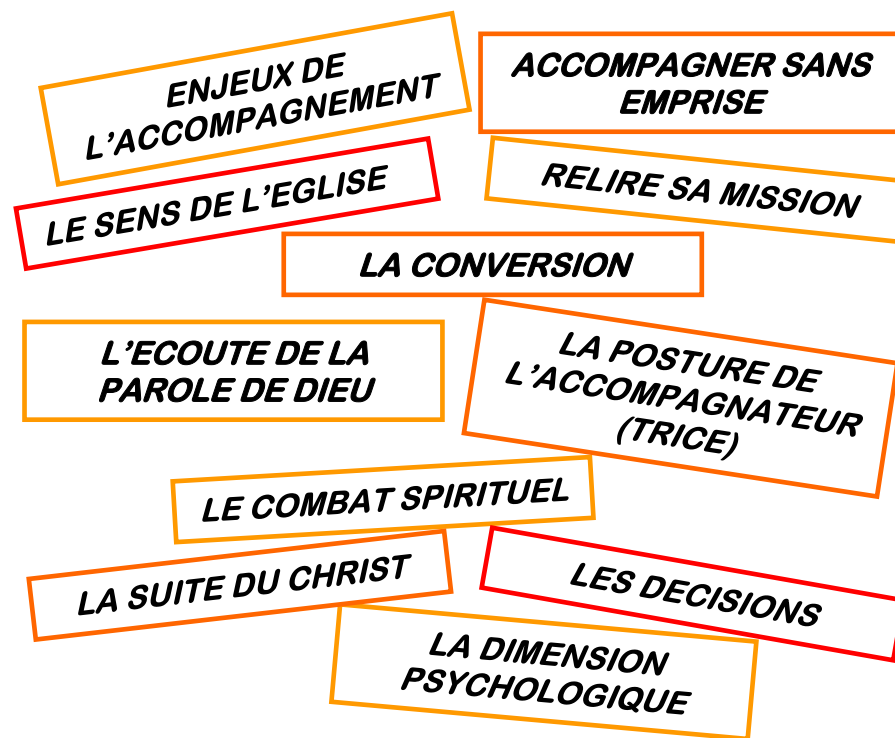 ENJEUX DE
L’ACCOMPAGNEMENT
ACCOMPAGNER SANS
EMPRISE
LE SENS DE L’EGLISE
RELIRE SA MISSION
LA CONVERSION
L’ECOUTE DE LA
PAROLE DE DIEU
LA POSTURE DE
L’ACCOMPAGNATEUR
(TRICE)
LE COMBAT SPIRITUEL
LA SUITE DU CHRIST
LES DECISIONS
LA DIMENSION
PSYCHOLOGIQUE